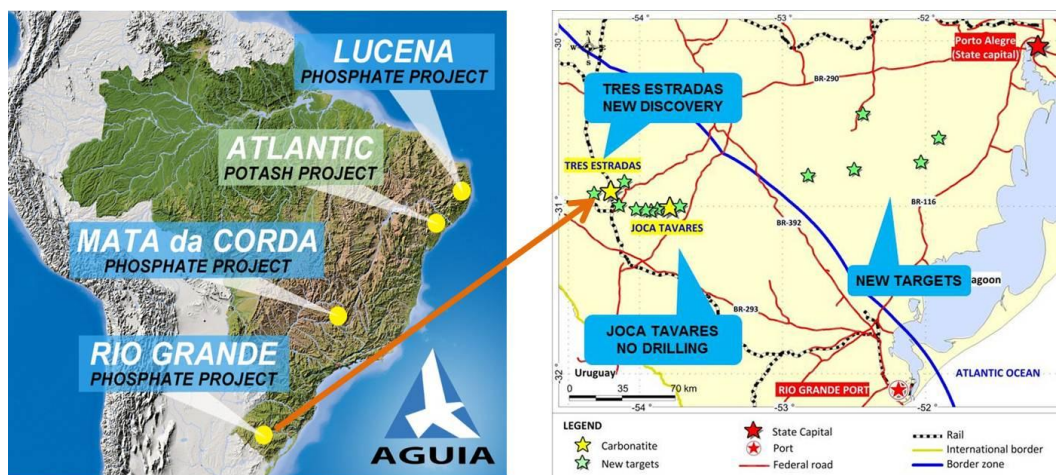 LUCENA
PHOSPHATE PROJECT
ATLANTIC
POTASH PROJECT
MATA da CORDA
PHOSPHATE PROJECT
RIO GRANDE
PHOSPHATE PROJECT
AGUIA
-54
-53
-52
-30
-30
N
Porto Alegre
(State capital)
BR-290
TRES ESTRADAS
NEW DISCOVERY
TRES ESTRADAS
-31
-31
JOCA TAVARES
BR-392
BR-116
NEW TARGETS
agoon
BR-293
JOCA TAVARES
NO DRILLING
-32
-32
Uruguay
0 35 70 km
RIO GRANDE PORT
ATLANTIC OCEAN
-54
-53
-52
LEGEND
Carbonatite
New targets
State Capital
Port
Federal road
Rail
International border
Border zone